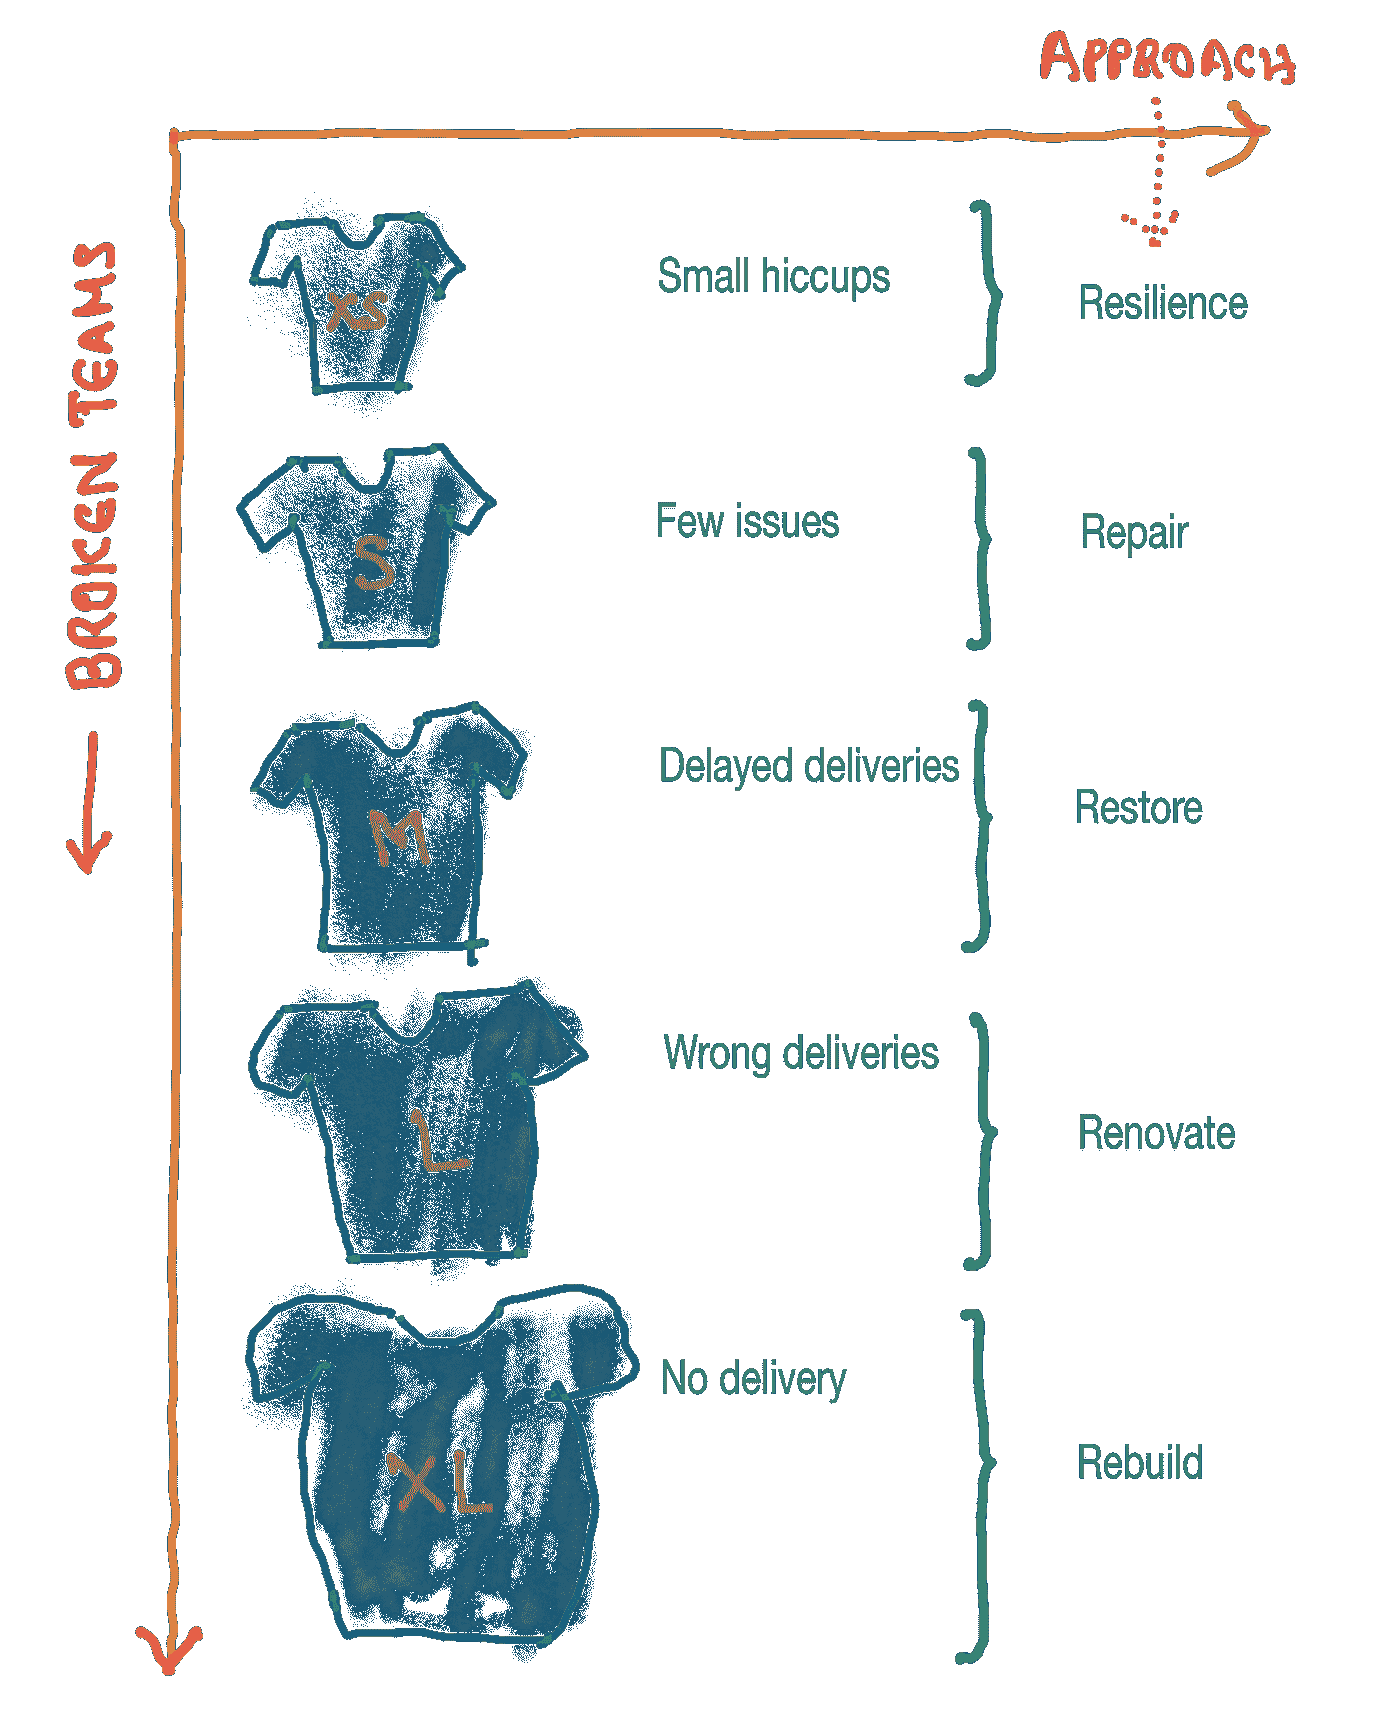 APPROACH
BROKEN TEAMS
XS
Small hiccups
Resilience
S
Few issues
Repair
M
Delayed deliveries
Restore
L
Wrong deliveries
Renovate
XL
No delivery
Rebuild